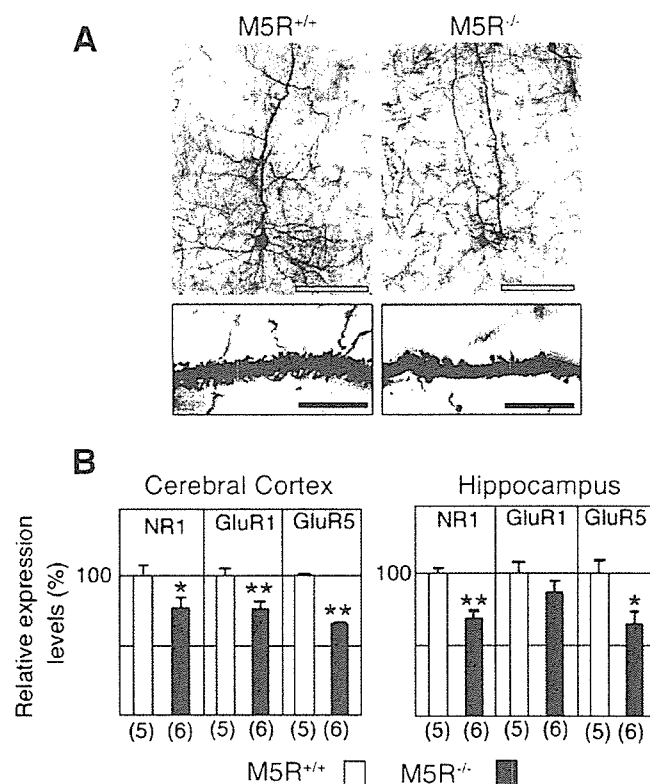 A
M5R+/+ M5R-/-
B
Cerebral Cortex Hippocampus
NR1 GluR1 GluR5 NR1 GluR1 GluR5
Relative expression
levels (%)
100 * ** ** 100 ** *
(5) (6) (5) (6) (5) (6) (5) (6) (5) (6) (5) (6)
M5R+/+ M5R-/-